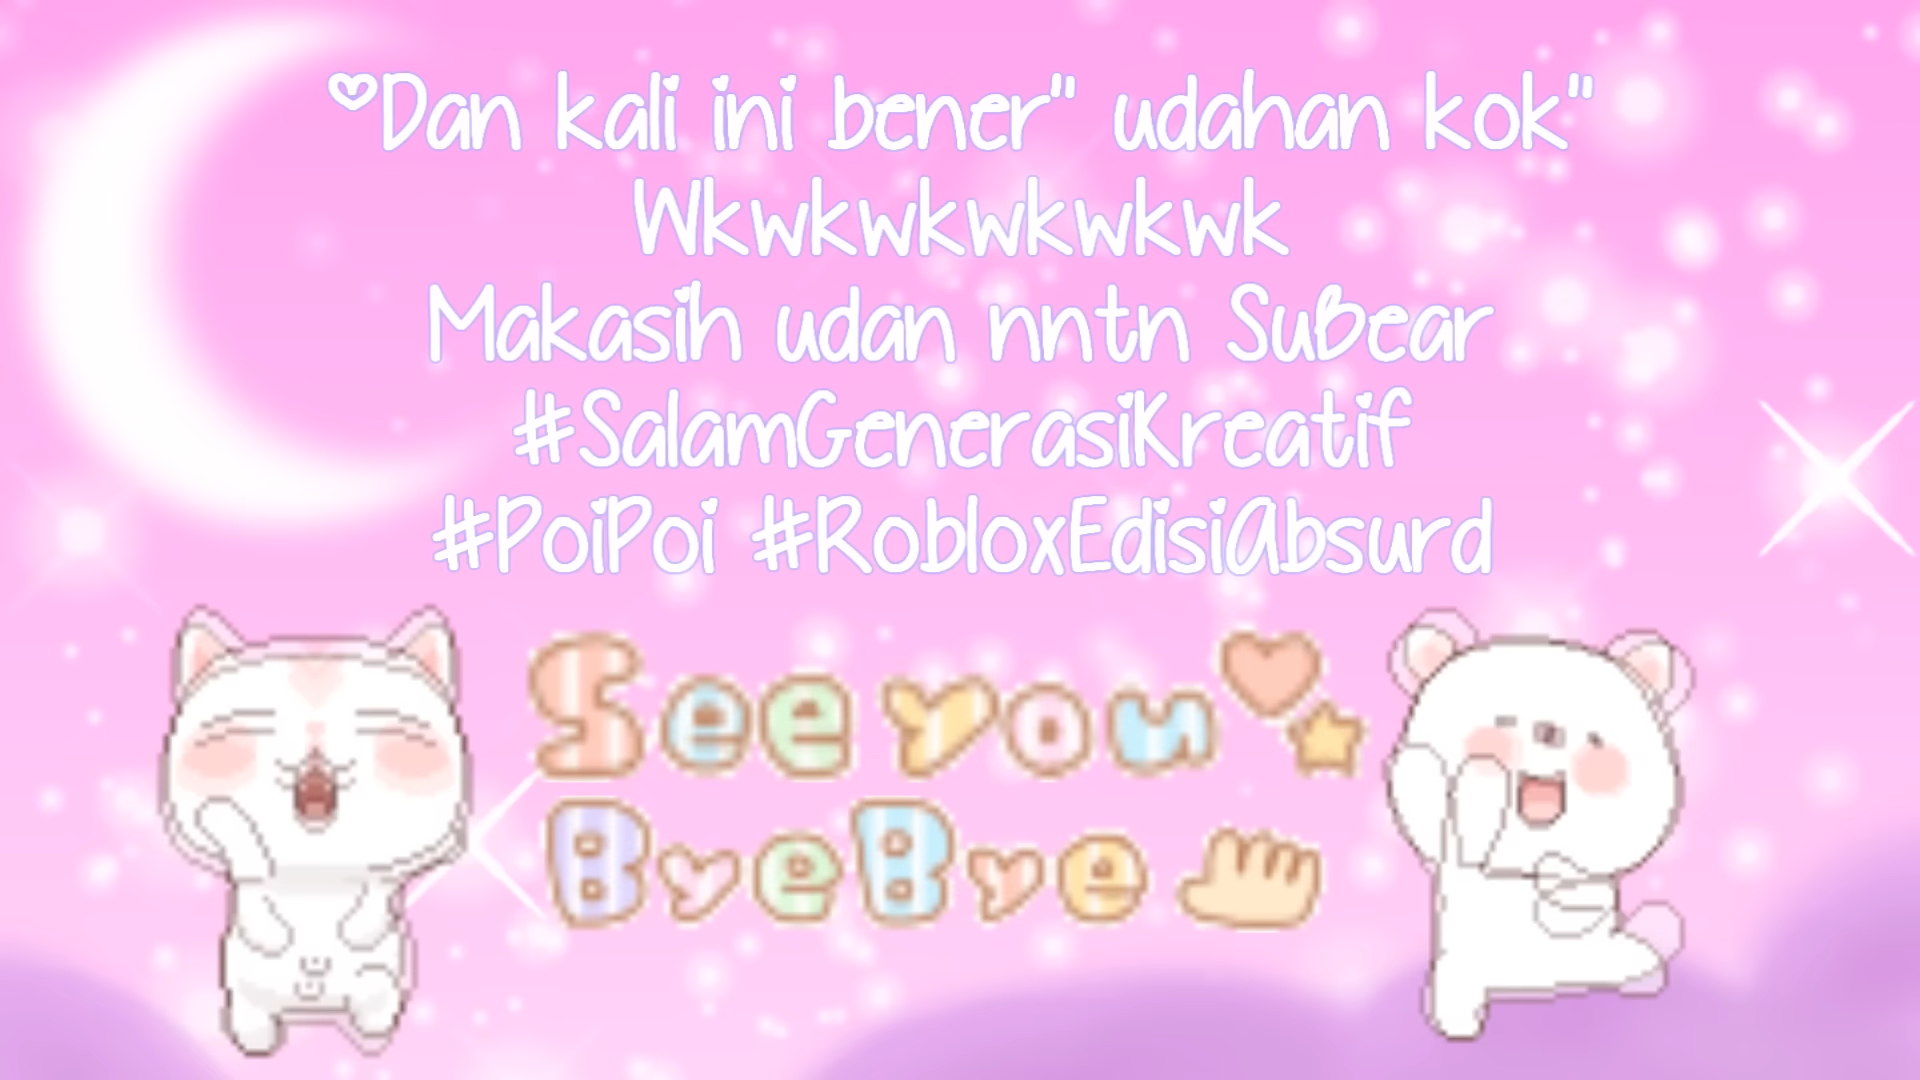 ♡Dan kali ini bener" udahan kok"
Wkwkwkwkwkwk
Makasih udan nntn SuBear
#SalamGenerasiKreatif
#PoiPoi #RobloxEdisiAbsurd
See you
ByeBye